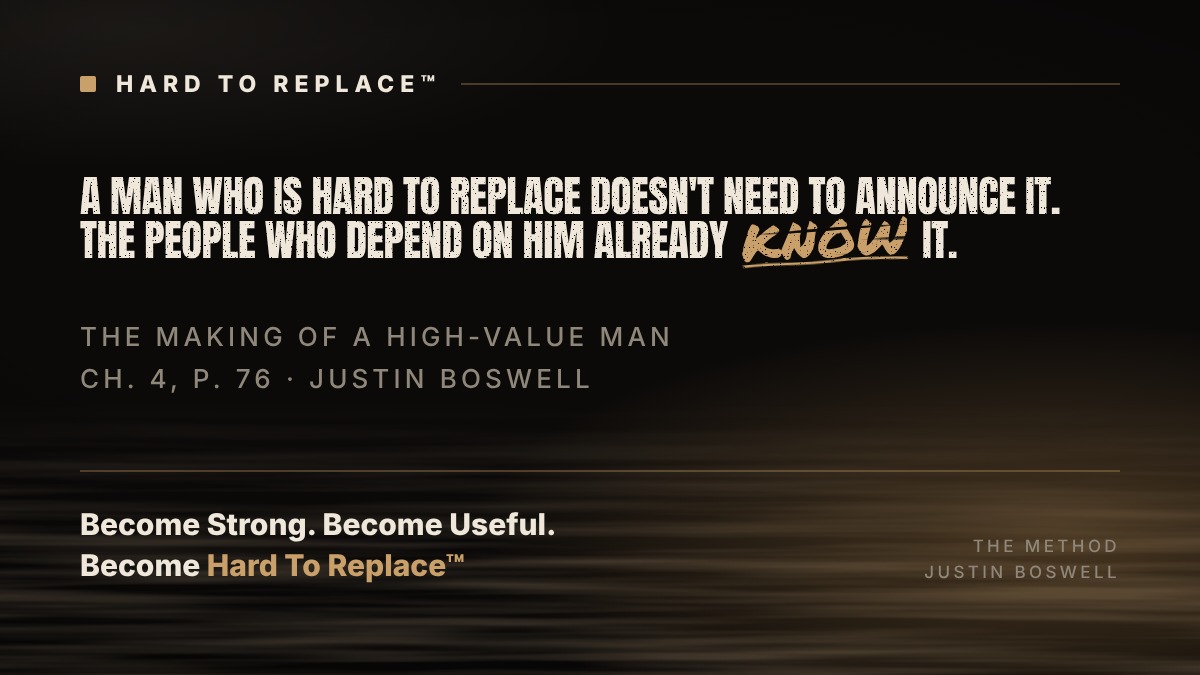 HARD TO REPLACE™
A MAN WHO IS HARD TO REPLACE DOESN'T NEED TO ANNOUNCE IT.
THE PEOPLE WHO DEPEND ON HIM ALREADY KNOW IT.
THE MAKING OF A HIGH-VALUE MAN
CH. 4, P. 76 · JUSTIN BOSWELL
Become Strong. Become Useful.
Become Hard To Replace™
THE METHOD
JUSTIN BOSWELL